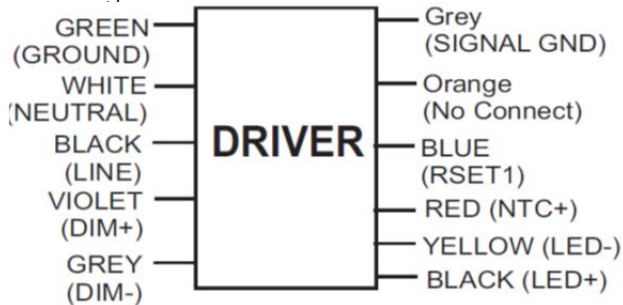 GREEN
(GROUND)
WHITE
(NEUTRAL)
BLACK
(LINE)
VIOLET
(DIM+)
GREY
(DIM-)
DRIVER
Grey
(SIGNAL GND)
Orange
(No Connect)
BLUE
(RSET1)
RED (NTC+)
YELLOW (LED-)
BLACK (LED+)